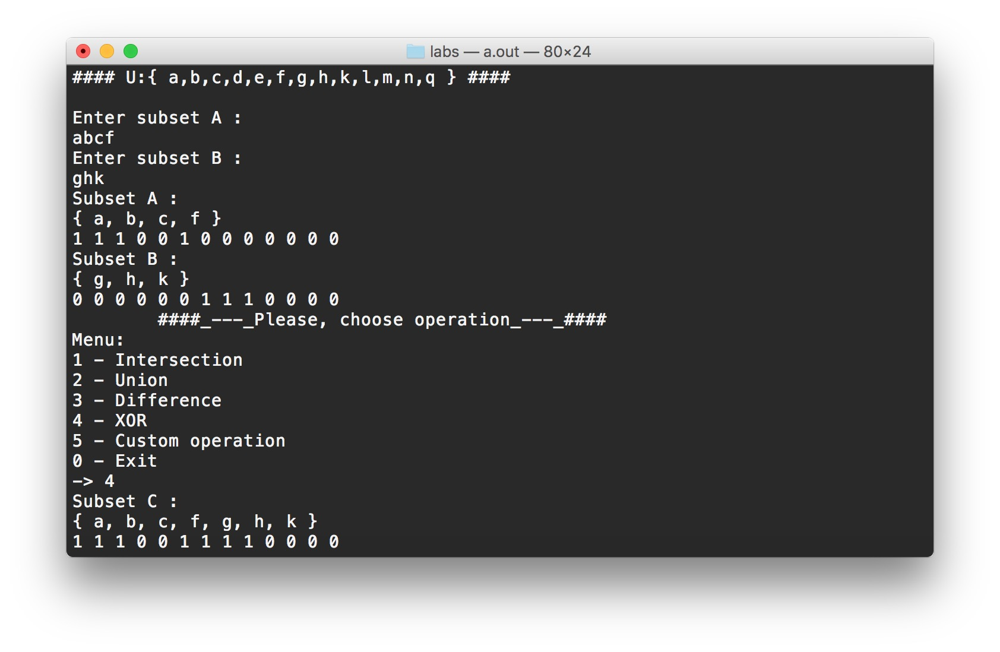 labs — a.out — 80×24
#### U:{ a,b,c,d,e,f,g,h,k,l,m,n,q } ####
Enter subset A :
abcf
Enter subset B :
ghk
Subset A :
{ a, b, c, f }
1 1 1 0 0 1 0 0 0 0 0 0 0
Subset B :
{ g, h, k }
0 0 0 0 0 0 1 1 1 0 0 0 0
####_---_Please, choose operation_---_####
Menu:
1 - Intersection
2 - Union
3 - Difference
4 - XOR
5 - Custom operation
0 - Exit
-> 4
Subset C :
{ a, b, c, f, g, h, k }
1 1 1 0 0 1 1 1 1 0 0 0 0